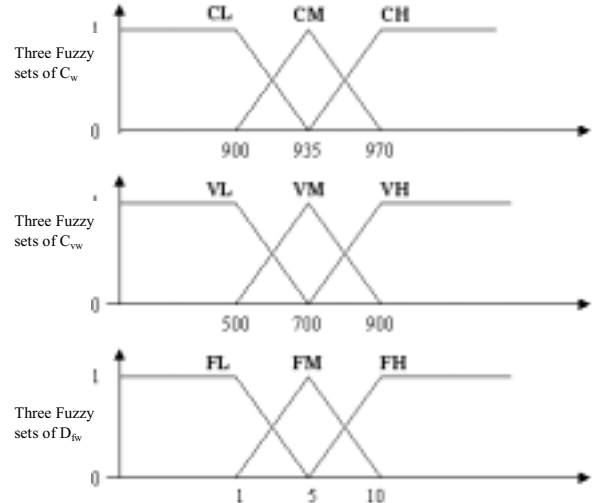 CL CM CH
1
Three Fuzzy
sets of Cw
0
900 935 970
VL VM VH
Three Fuzzy
sets of Cvw
0
500 700 900
FL FM FH
1
Three Fuzzy
sets of Dfw
0
1 5 10